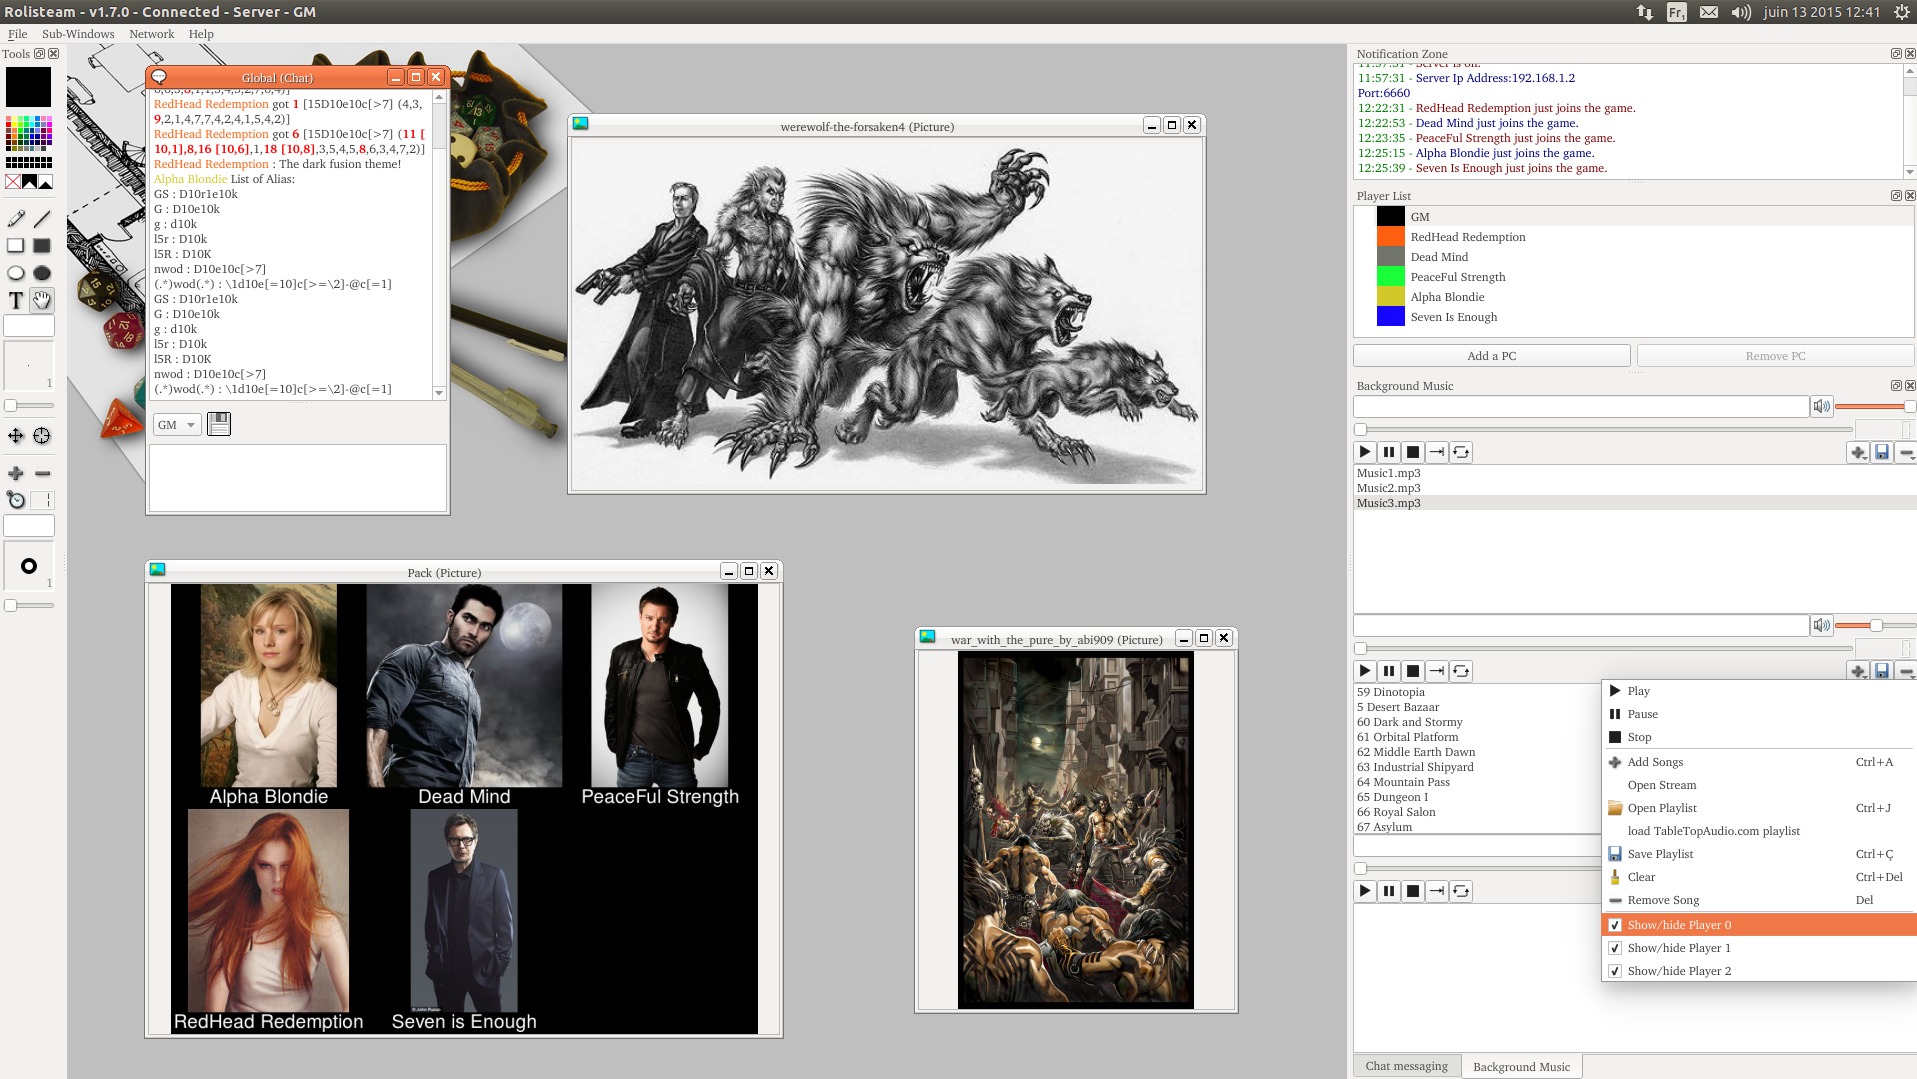 Rolisteam - v1.7.0 - Connected - Server - GM
Fr1
juin 13 2015 12:41
File Sub-Windows Network Help
Tools
T
1
1
Global (Chat)
RedHead Redemption got 1 [15D10e10c[>7] (4,3,
9,2,1,4,7,7,4,2,4,1,5,4,2)]
RedHead Redemption got 6 [15D10e10c[>7] (11 [
10,1],8,16 [10,6],1,18 [10,8],3,5,4,5,8,6,3,4,7,2)]
RedHead Redemption : The dark fusion theme!
Alpha Blondie List of Alias:
GS : D10r1e10k
G : D10e10k
g : d10k
l5r : D10k
l5R : D10K
nwod : D10e10c[>7]
(.*)wod(.*) : \1d10e[=10]c[>=\2]-@c[=1]
GS : D10r1e10k
G : D10e10k
g : d10k
l5r : D10k
l5R : D10K
nwod : D10e10c[>7]
(.*)wod(.*) : \1d10e[=10]c[>=\2]-@c[=1]
GM
werewolf-the-forsaken4 (Picture)
Pack (Picture)
Alpha Blondie
Dead Mind
PeaceFul Strength
RedHead Redemption
Seven is Enough
war_with_the_pure_by_abi909 (Picture)
Notification Zone
11:57:31 - Server is on.
11:57:31 - Server Ip Address:192.168.1.2
Port:6660
12:22:31 - RedHead Redemption just joins the game.
12:22:53 - Dead Mind just joins the game.
12:23:35 - PeaceFul Strength just joins the game.
12:25:15 - Alpha Blondie just joins the game.
12:25:39 - Seven Is Enough just joins the game.
Player List
GM
RedHead Redemption
Dead Mind
PeaceFul Strength
Alpha Blondie
Seven Is Enough
Add a PC
Remove PC
Background Music
Music1.mp3
Music2.mp3
Music3.mp3
59 Dinotopia
5 Desert Bazaar
60 Dark and Stormy
61 Orbital Platform
62 Middle Earth Dawn
63 Industrial Shipyard
64 Mountain Pass
65 Dungeon I
66 Royal Salon
67 Asylum
Play
Pause
Stop
Add Songs Ctrl+A
Open Stream
Open Playlist Ctrl+J
load TableTopAudio.com playlist
Save Playlist Ctrl+Ç
Clear Ctrl+Del
Remove Song Del
Show/hide Player 0
Show/hide Player 1
Show/hide Player 2
Chat messaging
Background Music